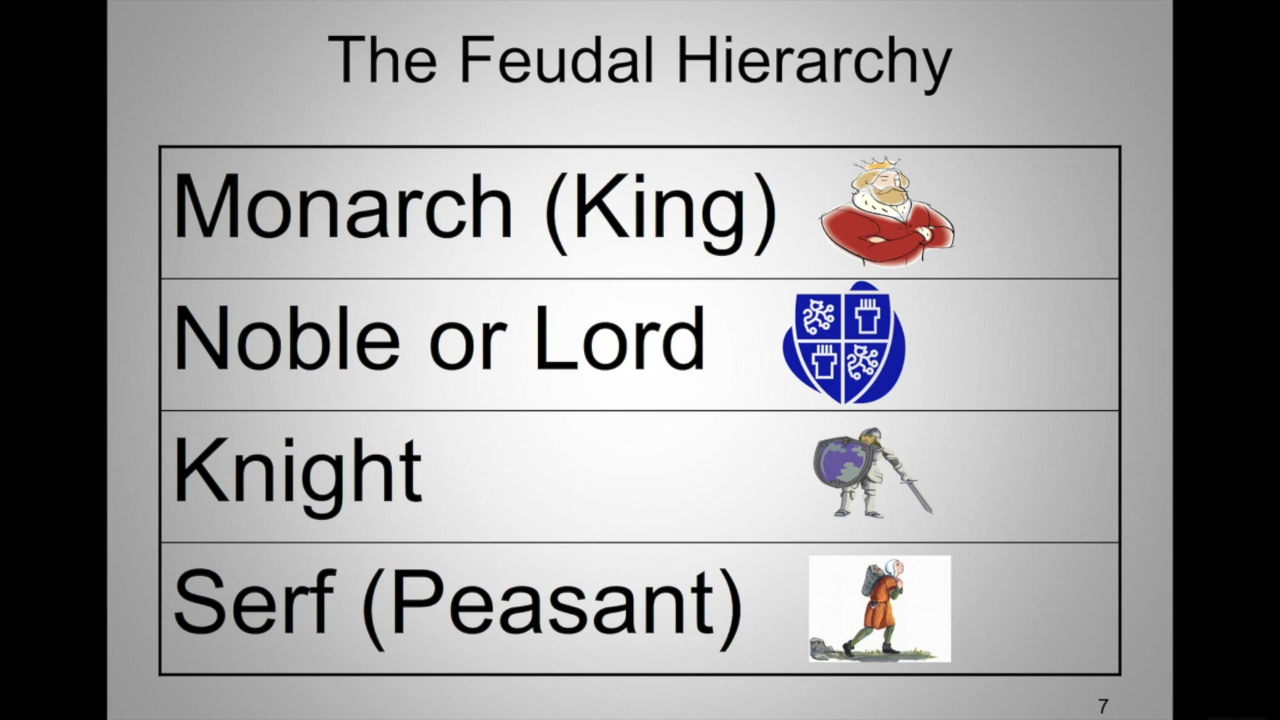 The Feudal Hierarchy
Monarch (King)
Noble or Lord
Knight
Serf (Peasant)
7